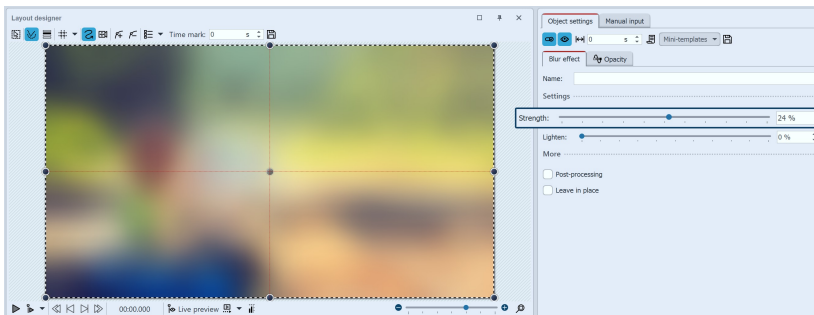 Layout designer
Time mark: 0 s
00:00.000 Live preview
Object settings Manual input
0 s Mini-templates
Blur effect Opacity
Name:
Settings
Strength: 24 %
Lighten: 0 %
More
Post-processing
Leave in place